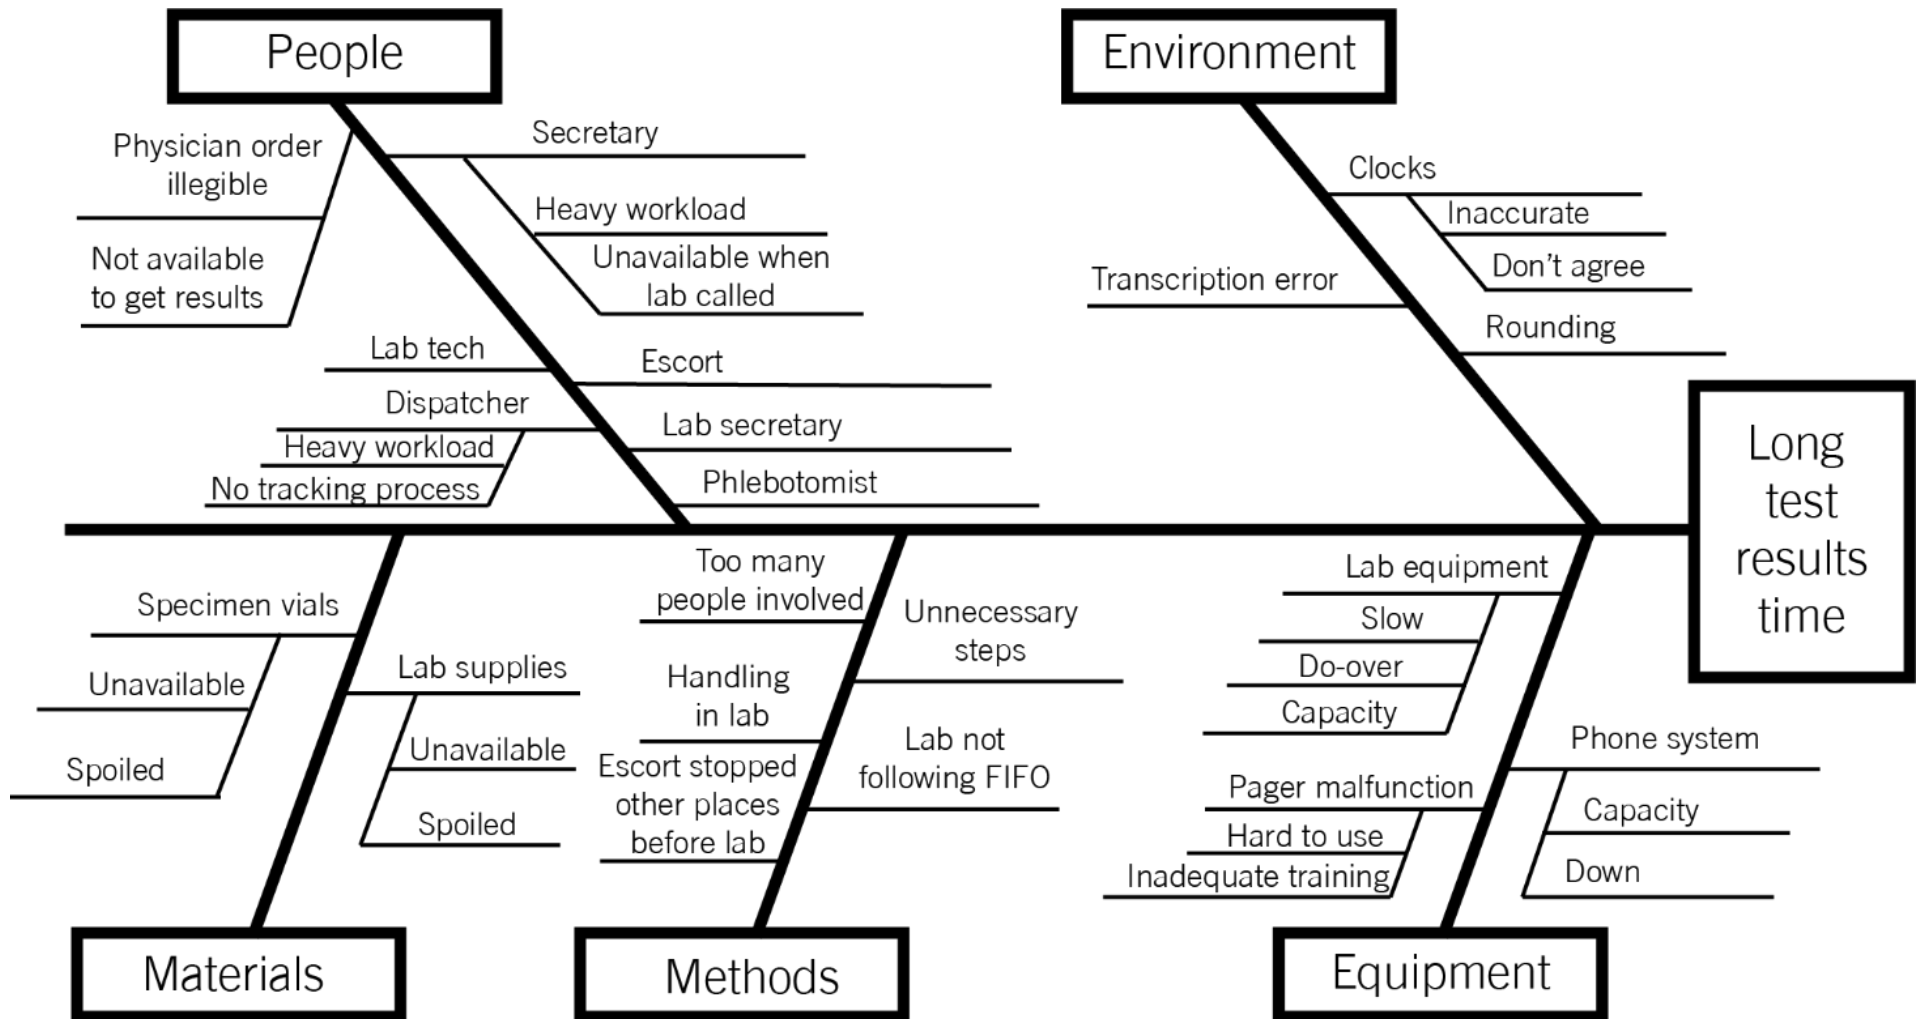 People
Environment
Physician order
illegible
Not available
to get results
Secretary
Heavy workload
Unavailable when
lab called
Lab tech
Escort
Dispatcher
Heavy workload
No tracking process
Lab secretary
Phlebotomist
Clocks
Inaccurate
Don't agree
Transcription error
Rounding
Long
test
results
time
Specimen vials
Unavailable
Spoiled
Lab supplies
Unavailable
Spoiled
Too many
people involved
Unnecessary
steps
Handling
in lab
Lab not
following FIFO
Escort stopped
other places
before lab
Lab equipment
Slow
Do-over
Capacity
Phone system
Capacity
Down
Pager malfunction
Hard to use
Inadequate training
Materials
Methods
Equipment